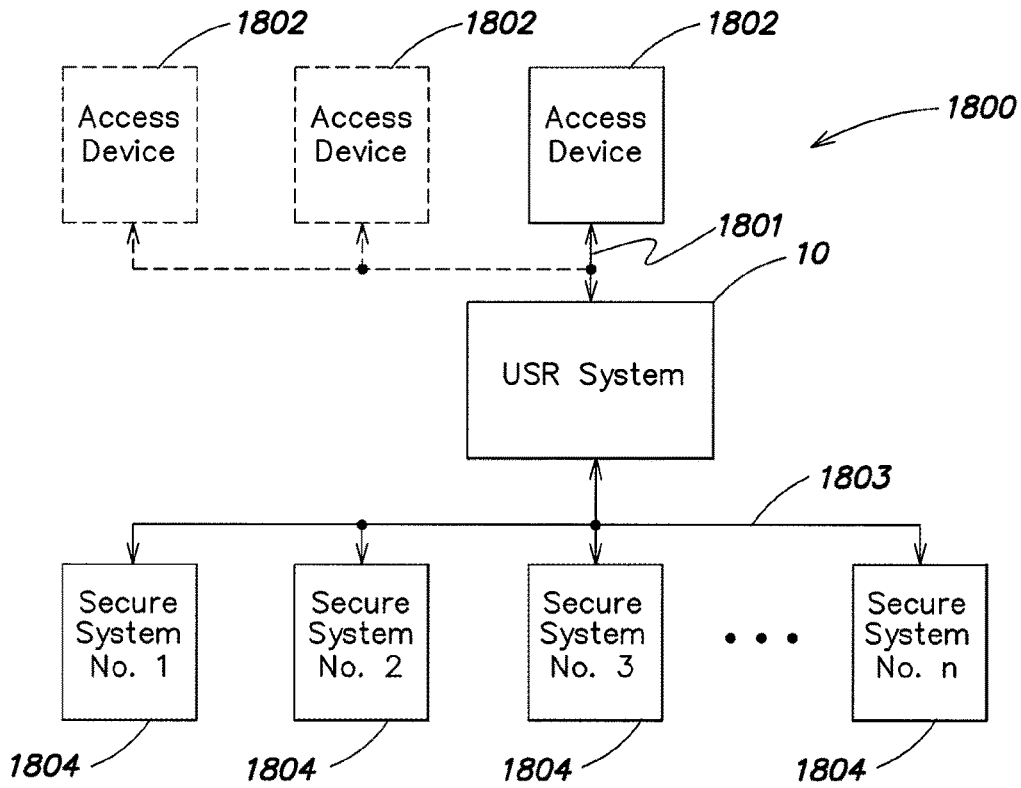 1802
1802
1802
Access
Device
Access
Device
Access
Device
1800
1801
10
USR System
1803
Secure
System
No. 1
Secure
System
No. 2
Secure
System
No. 3
• • •
Secure
System
No. n
1804
1804
1804
1804